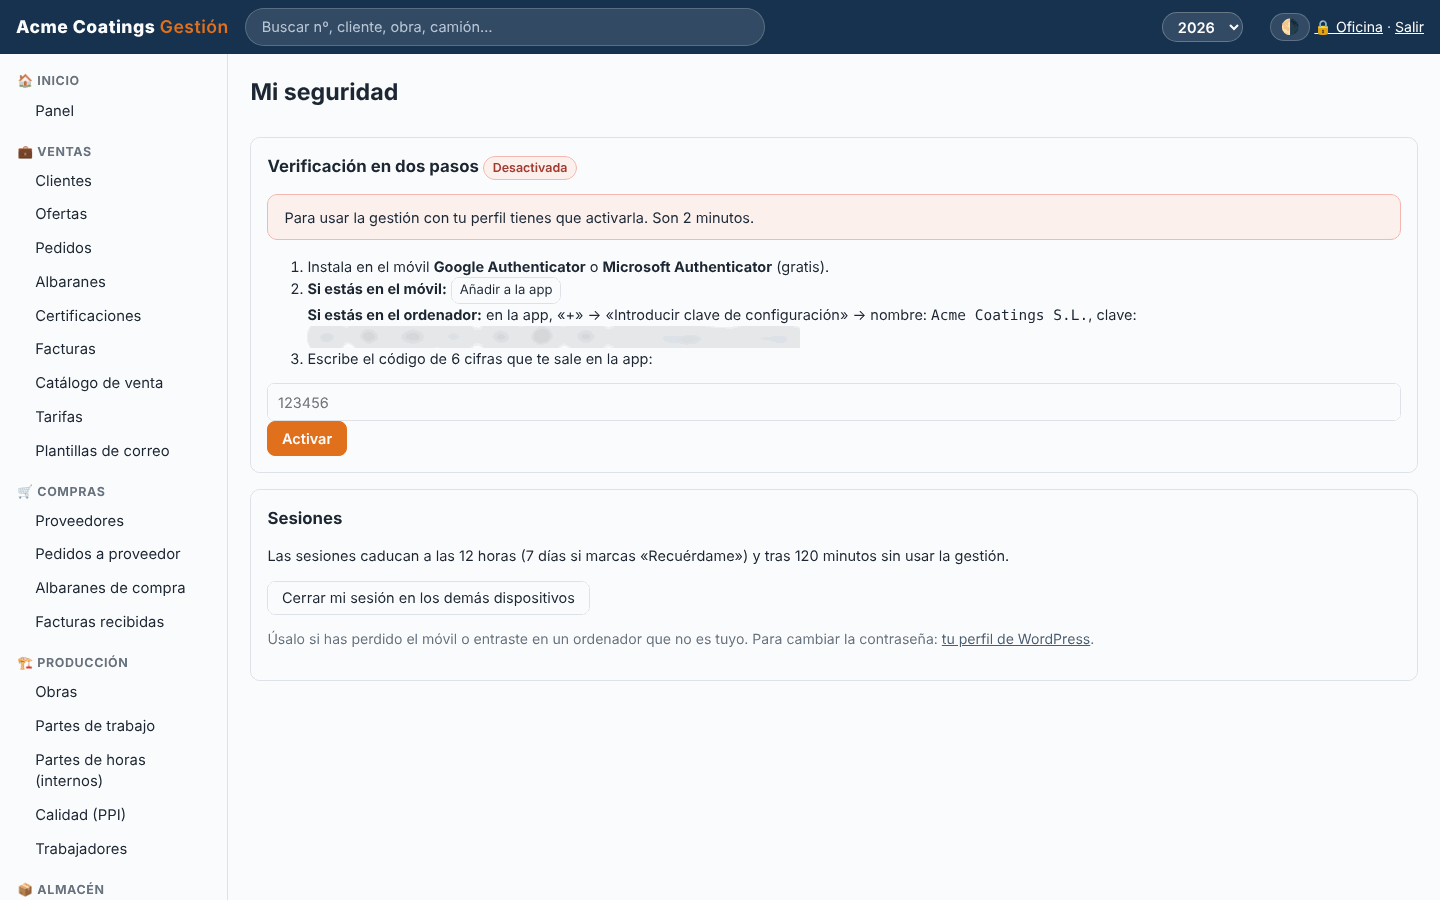 Acme Coatings Gestión
Buscar nº, cliente, obra, camión...
2026
Oficina · Salir
INICIO
Panel
VENTAS
Clientes
Ofertas
Pedidos
Albaranes
Certificaciones
Facturas
Catálogo de venta
Tarifas
Plantillas de correo
COMPRAS
Proveedores
Pedidos a proveedor
Albaranes de compra
Facturas recibidas
PRODUCCIÓN
Obras
Partes de trabajo
Partes de horas
(internos)
Calidad (PPI)
Trabajadores
ALMACÉN
Mi seguridad
Verificación en dos pasos Desactivada
Para usar la gestión con tu perfil tienes que activarla. Son 2 minutos.
1. Instala en el móvil Google Authenticator o Microsoft Authenticator (gratis).
2. Si estás en el móvil: Añadir a la app
Si estás en el ordenador: en la app, «+» → «Introducir clave de configuración» → nombre: Acme Coatings S.L., clave:
3. Escribe el código de 6 cifras que te sale en la app:
123456
Activar
Sesiones
Las sesiones caducan a las 12 horas (7 días si marcas «Recuérdame») y tras 120 minutos sin usar la gestión.
Cerrar mi sesión en los demás dispositivos
Úsalo si has perdido el móvil o entraste en un ordenador que no es tuyo. Para cambiar la contraseña: tu perfil de WordPress.